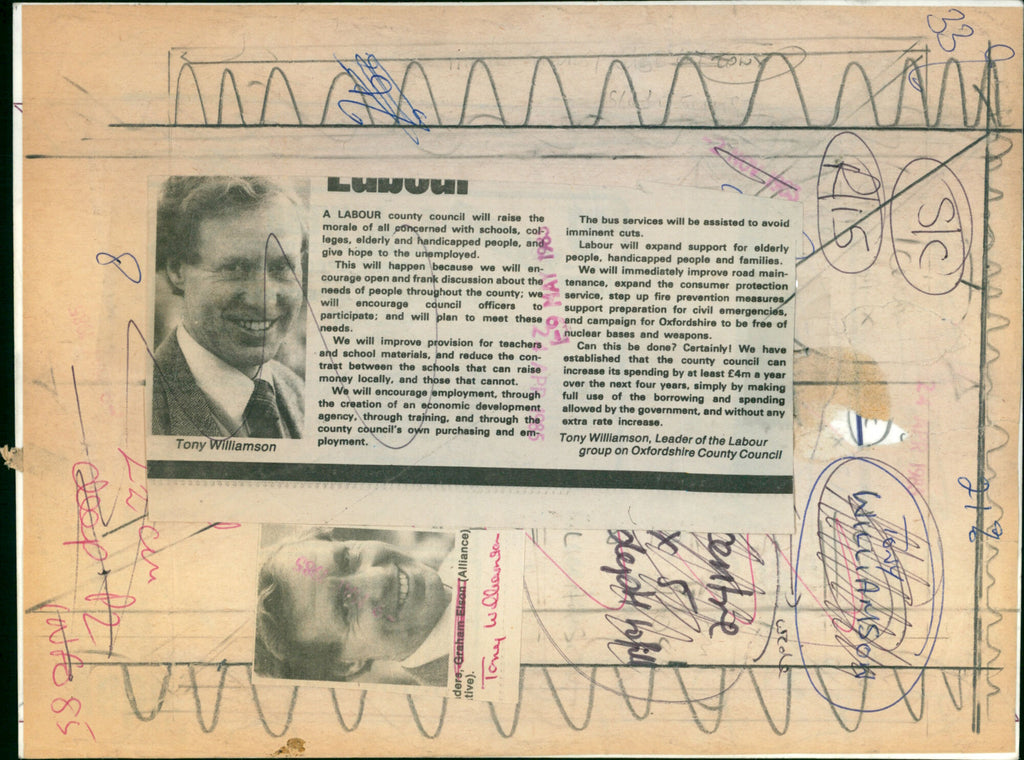 Labour
A LABOUR county council will raise the
morale of all concerned with schools, col-
leges, elderly and handicapped people, and
give hope to the unemployed.
This will happen because we will en-
courage open and frank discussion about the
needs of people throughout the county; we
will encourage council officers to
participate; and will plan to meet these
needs.
We will improve provision for teachers
and school materials, and reduce the con-
trast between the schools that can raise
money locally, and those that cannot.
We will encourage employment, through
the creation of an economic development
agency, through training, and through the
county council's own purchasing and em-
ployment.
The bus services will be assisted to avoid
imminent cuts.
Labour will expand support for elderly
people, handicapped people and families.
We will immediately improve road main-
tenance, expand the consumer protection
service, step up fire prevention measures,
support preparation for civil emergencies,
and campaign for Oxfordshire to be free of
nuclear bases and weapons.
Can this be done? Certainly! We have
established that the county council can
increase its spending by at least £4m a year
over the next four years, simply by making
full use of the borrowing and spending
allowed by the government, and without any
extra rate increase.
Tony Williamson, Leader of the Labour
group on Oxfordshire County Council
Tony Williamson
ders, Graham Elson (Alliance)
tive).
Tony Williamson
Tony
WILLIAMSON
S/C
R/15
33
8